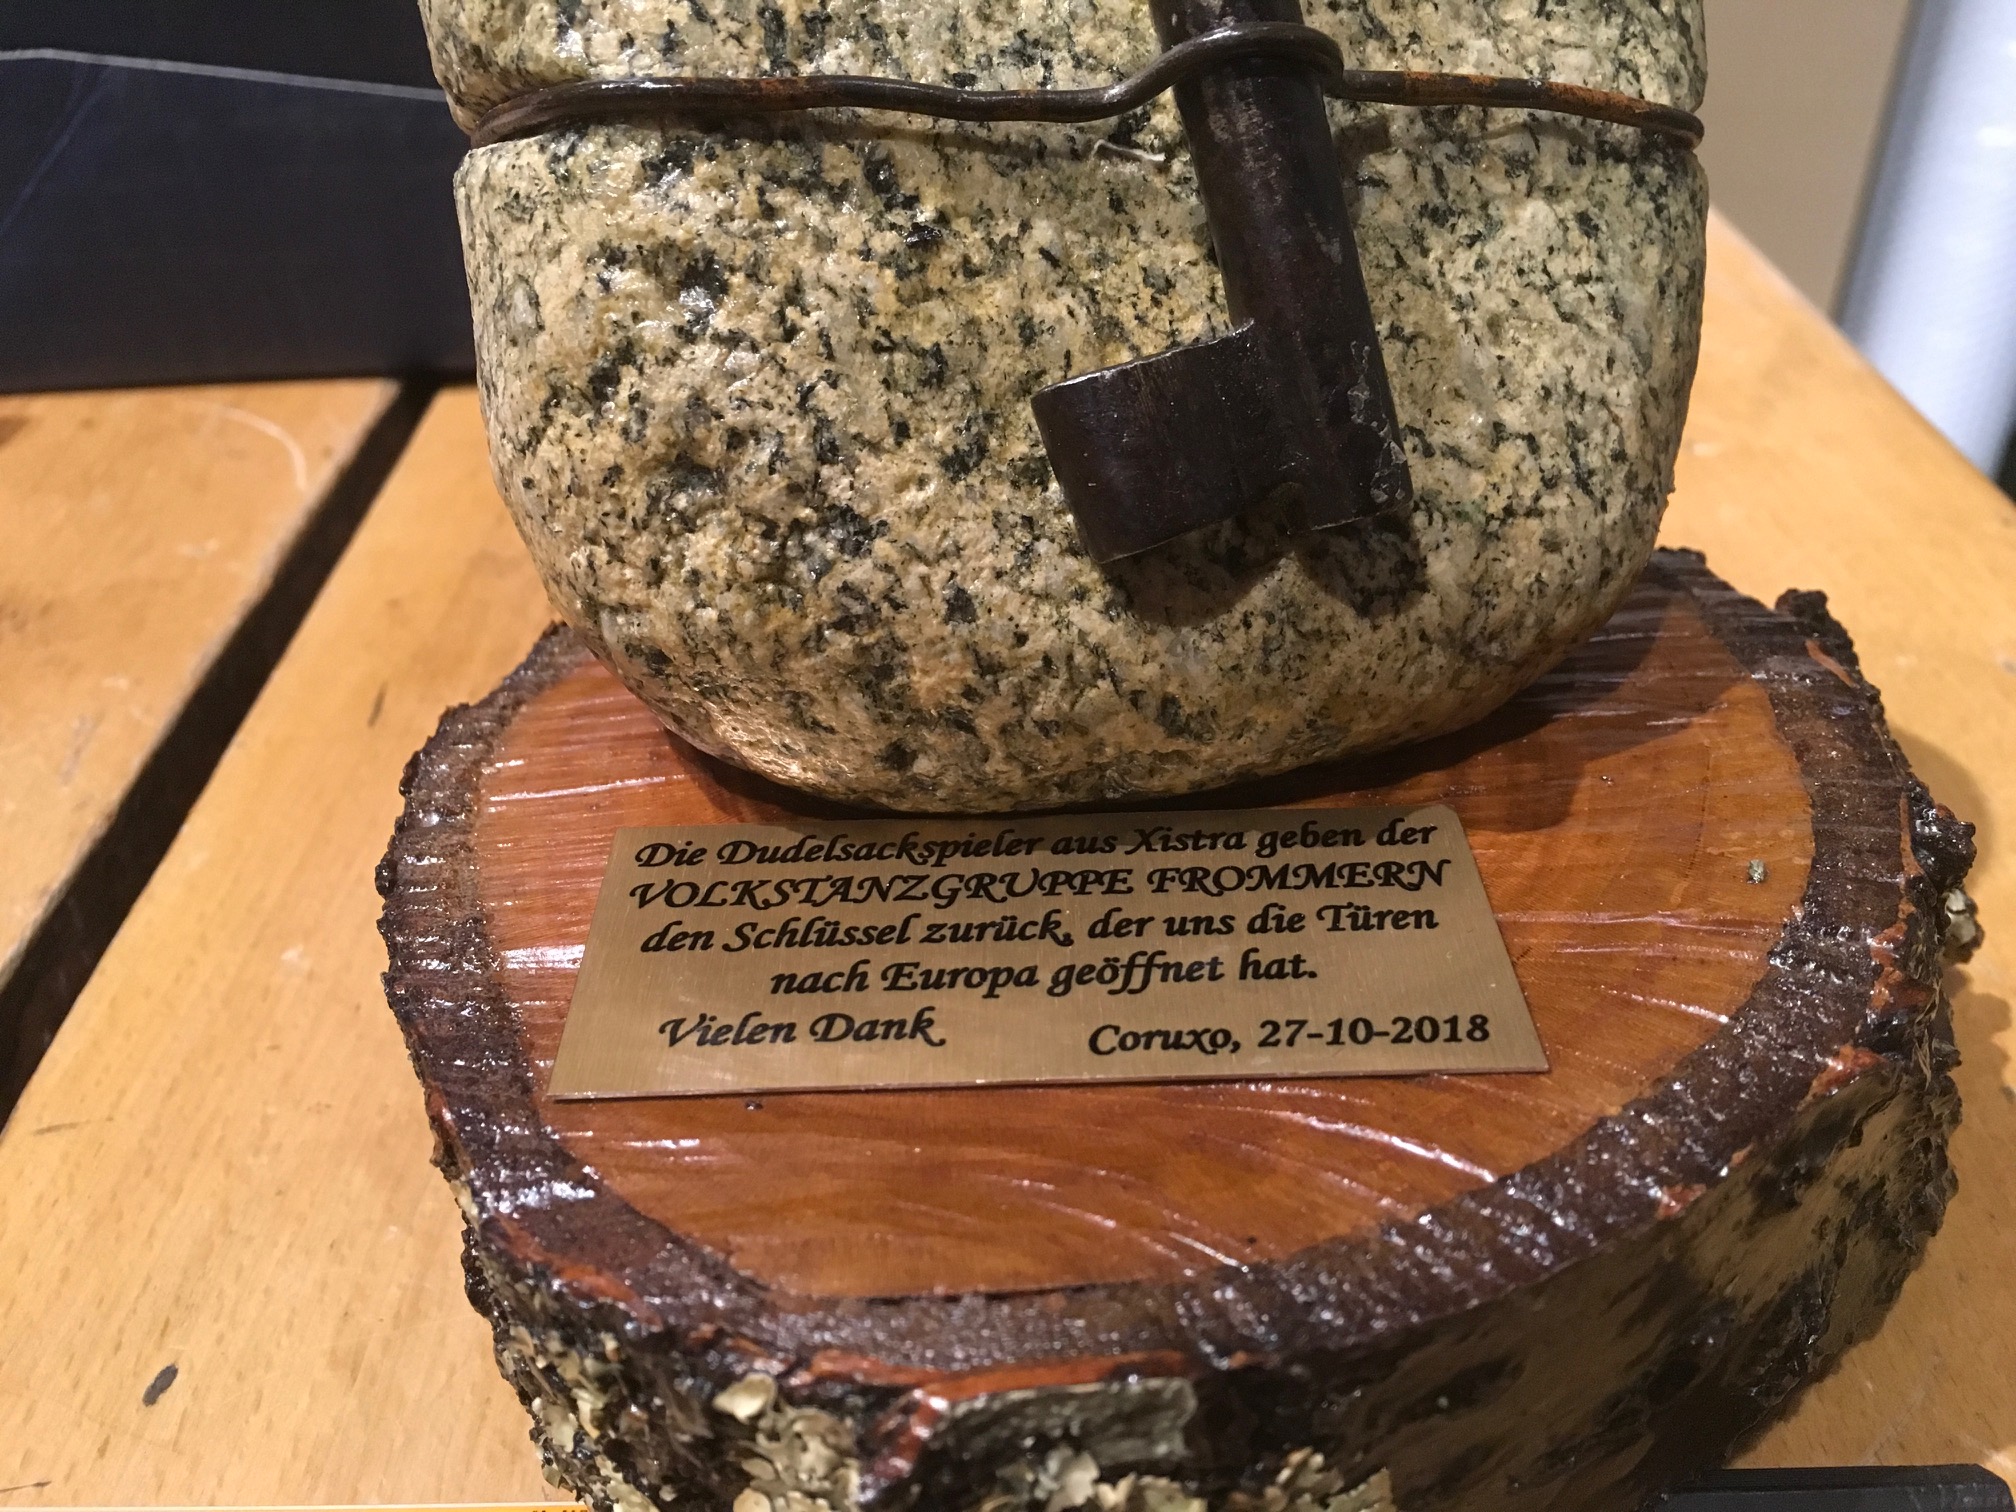 Die Dudelsackspieler aus Xistra geben der
VOLKSTANZGRUPPE FROMMERN
den Schlüssel zurück, der uns die Türen
nach Europa geöffnet hat.
Vielen Dank Coruxo, 27-10-2018